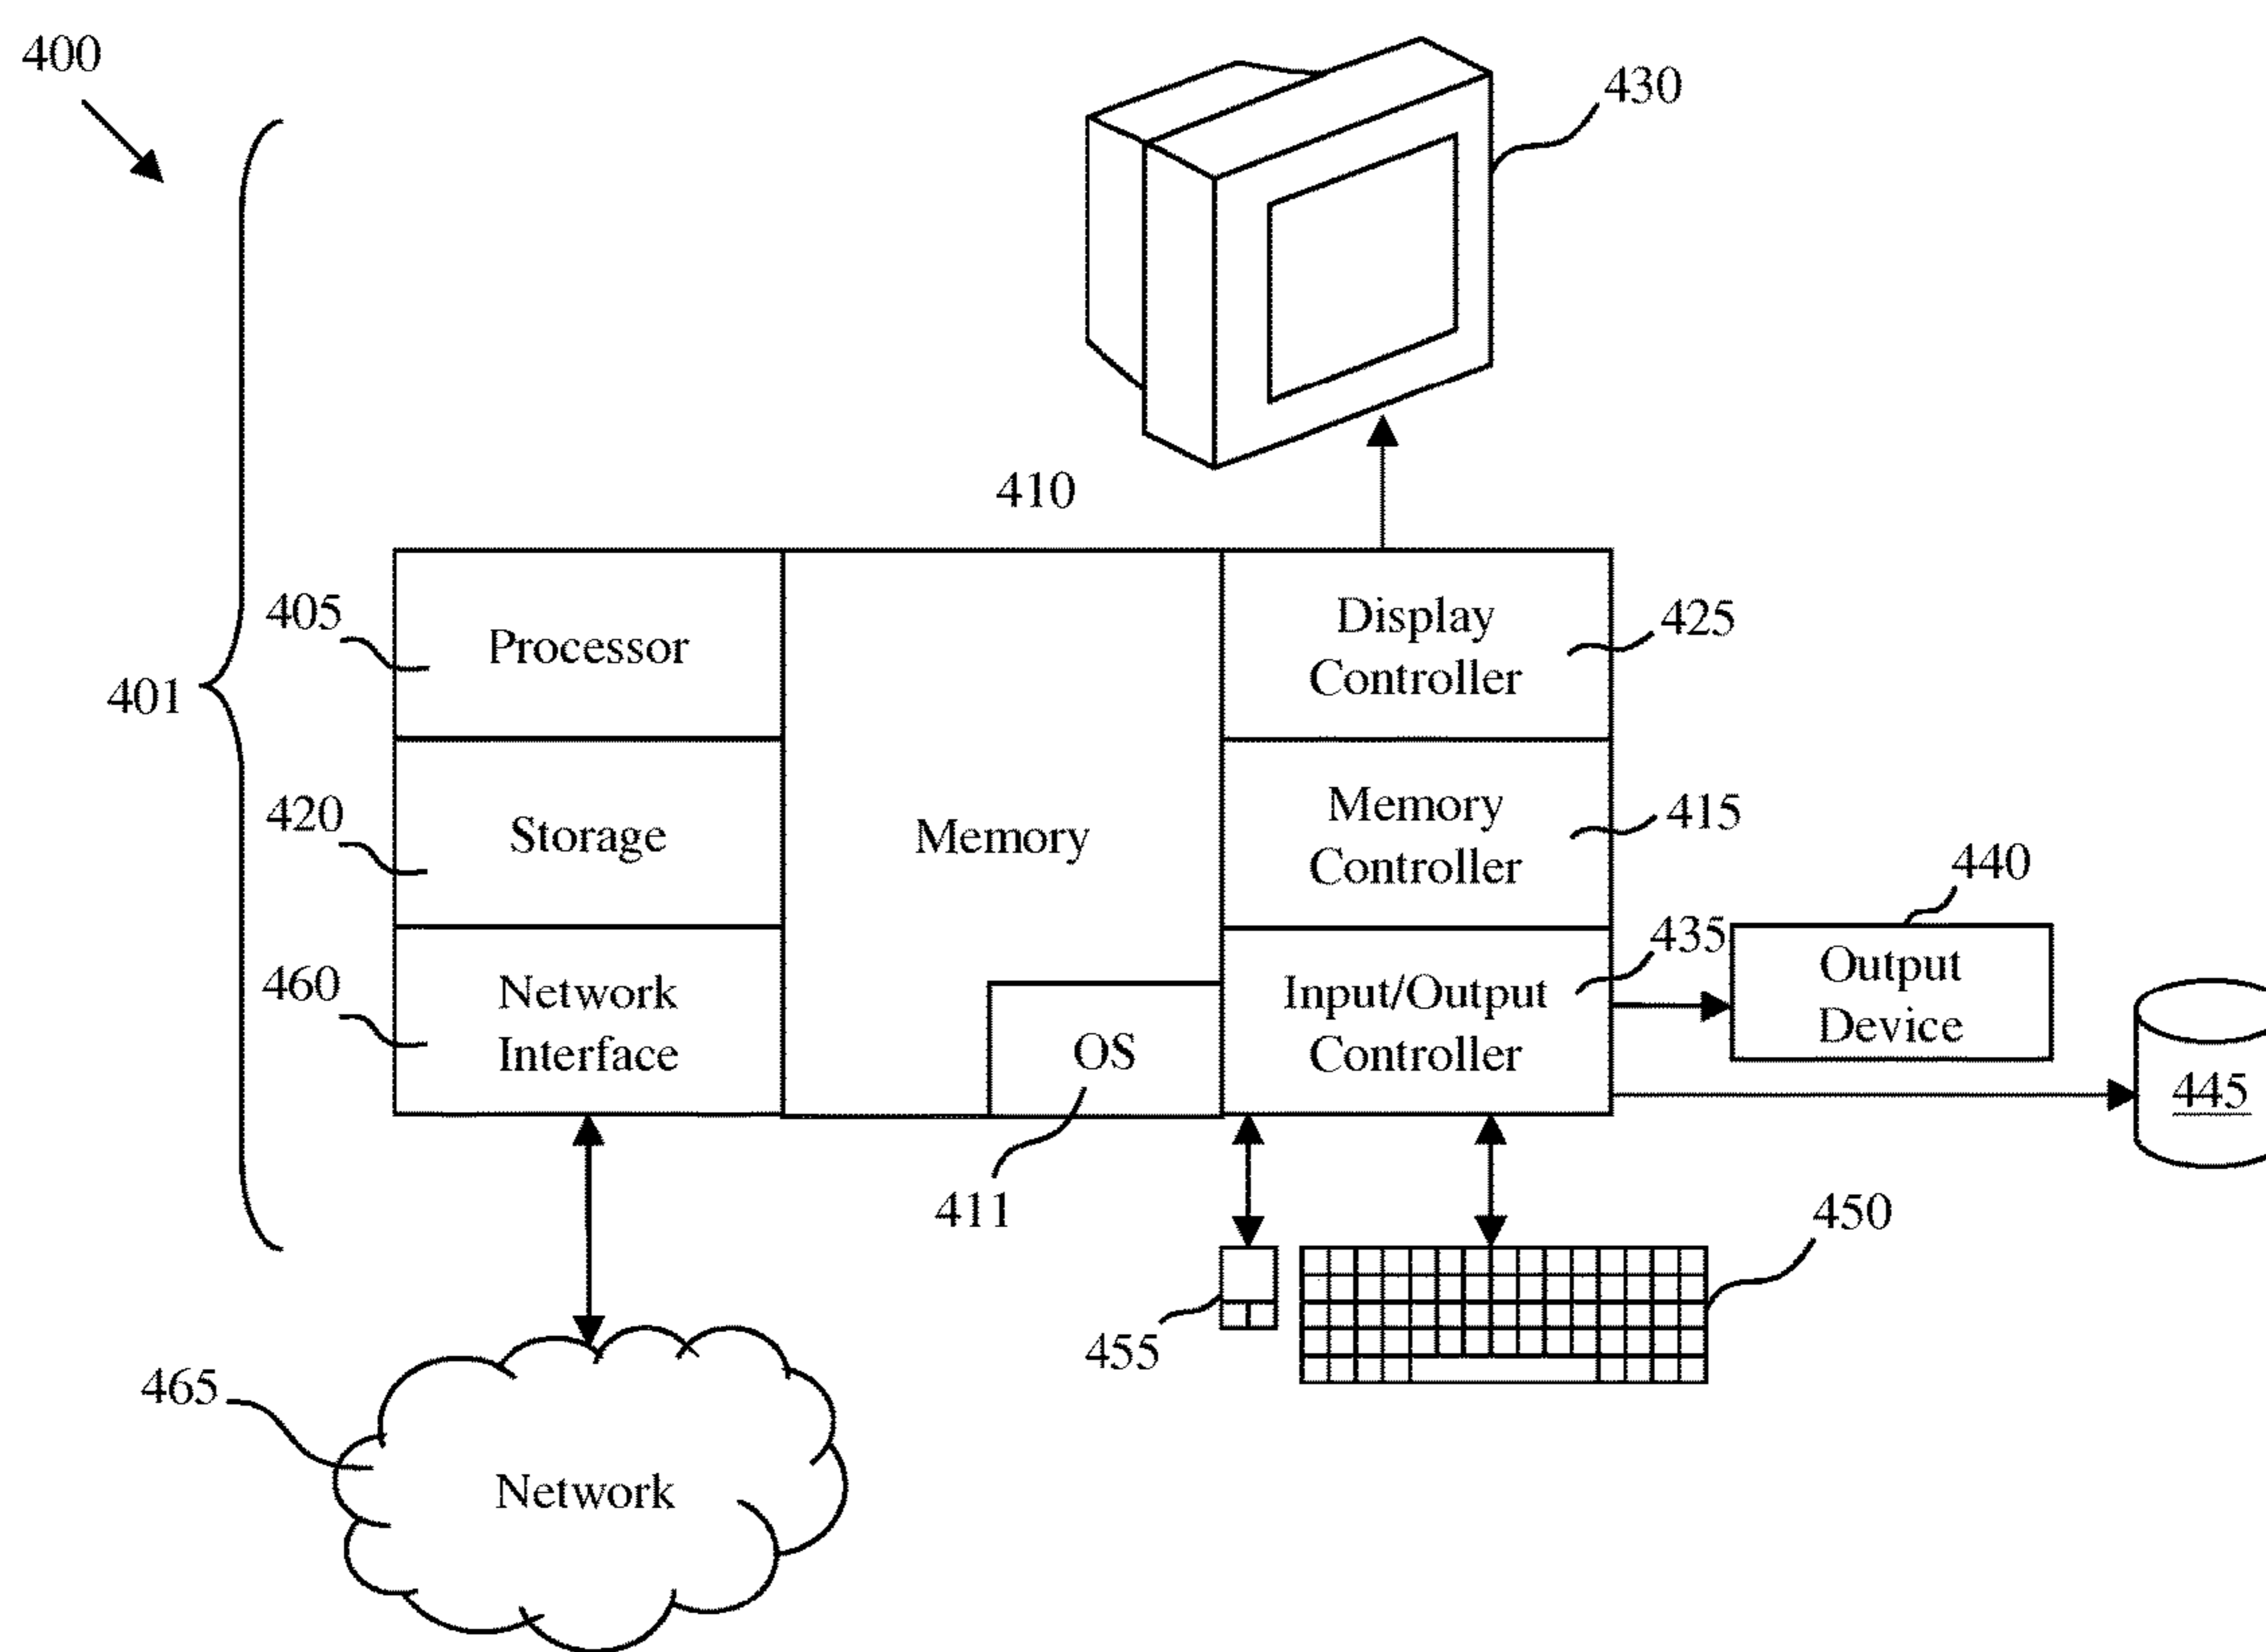 400
430
410
405
Processor
Display
Controller
425
401
420
Storage
Memory
Memory
Controller
415
440
435
Output
Device
460
Network
Interface
OS
Input/Output
Controller
445
411
450
455
465
Network